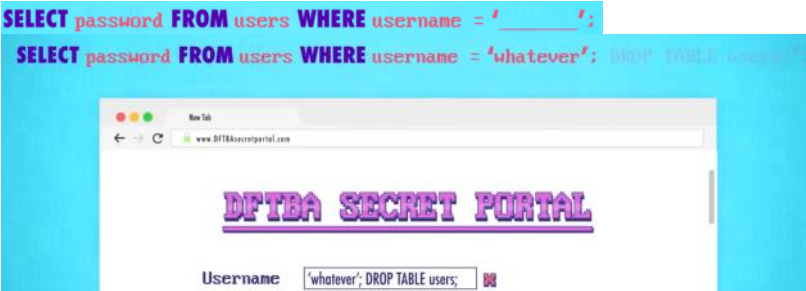 SELECT password FROM users WHERE username = '_______';
SELECT password FROM users WHERE username = 'whatever'; DROP TABLE users;'
New Tab
www.DFTBAsecretportal.com
DFTBA SECRET PORTAL
Username 'whatever'; DROP TABLE users;